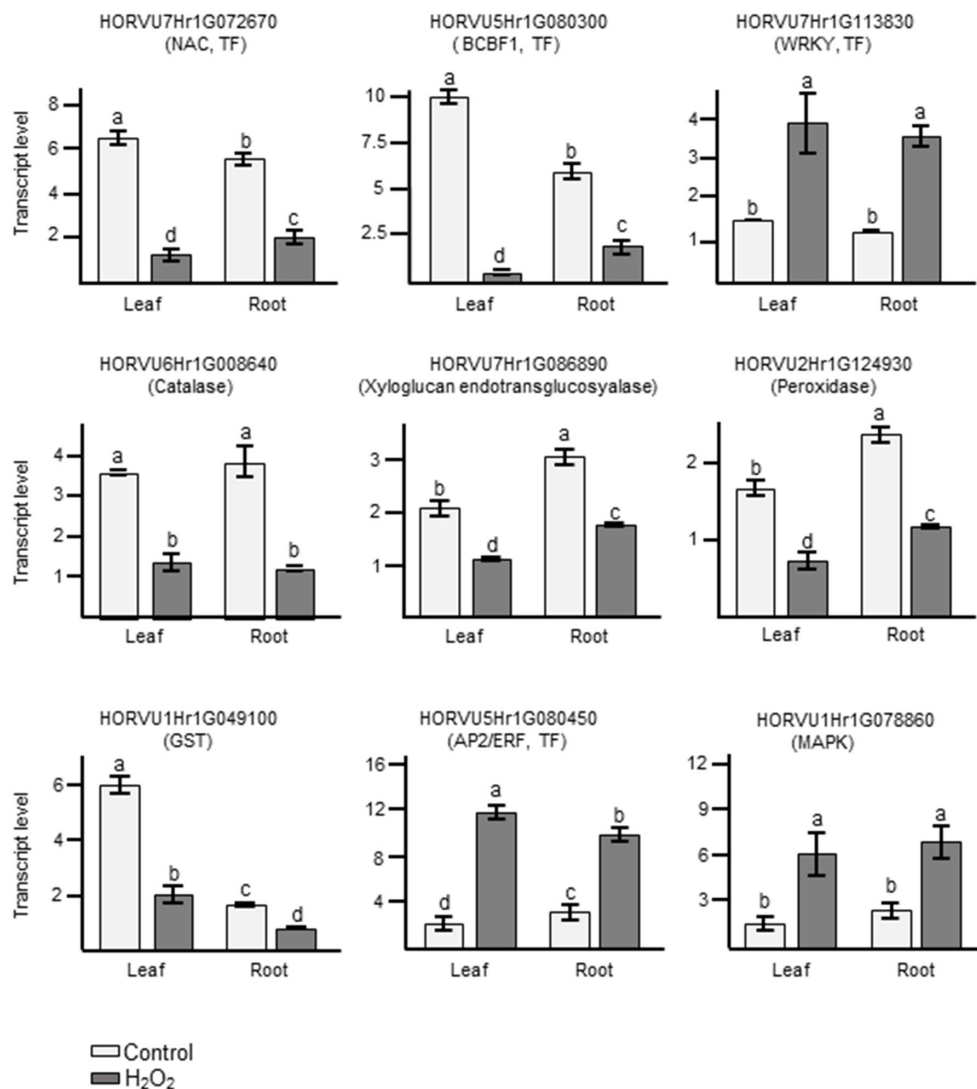 HORVU7Hr1G072670
(NAC, TF)
HORVU5Hr1G080300
( BCBF1, TF)
HORVU7Hr1G113830
(WRKY, TF)
Transcript level
8
6
4
2
a
d
b
c
Leaf
Root
10
7.5
5
2.5
a
d
b
c
Leaf
Root
4
3
2
1
b
a
b
a
Leaf
Root
HORVU6Hr1G008640
(Catalase)
HORVU7Hr1G086890
(Xyloglucan endotransglucosyalase)
HORVU2Hr1G124930
(Peroxidase)
Transcript level
4
3
2
1
a
b
a
b
Leaf
Root
3
2
1
b
d
a
c
Leaf
Root
2
1
b
d
a
c
Leaf
Root
HORVU1Hr1G049100
(GST)
HORVU5Hr1G080450
(AP2/ERF, TF)
HORVU1Hr1G078860
(MAPK)
Transcript level
6
4
2
a
b
c
d
Leaf
Root
16
12
8
4
d
a
c
b
Leaf
Root
12
9
6
3
b
a
b
a
Leaf
Root
Control
H₂O₂